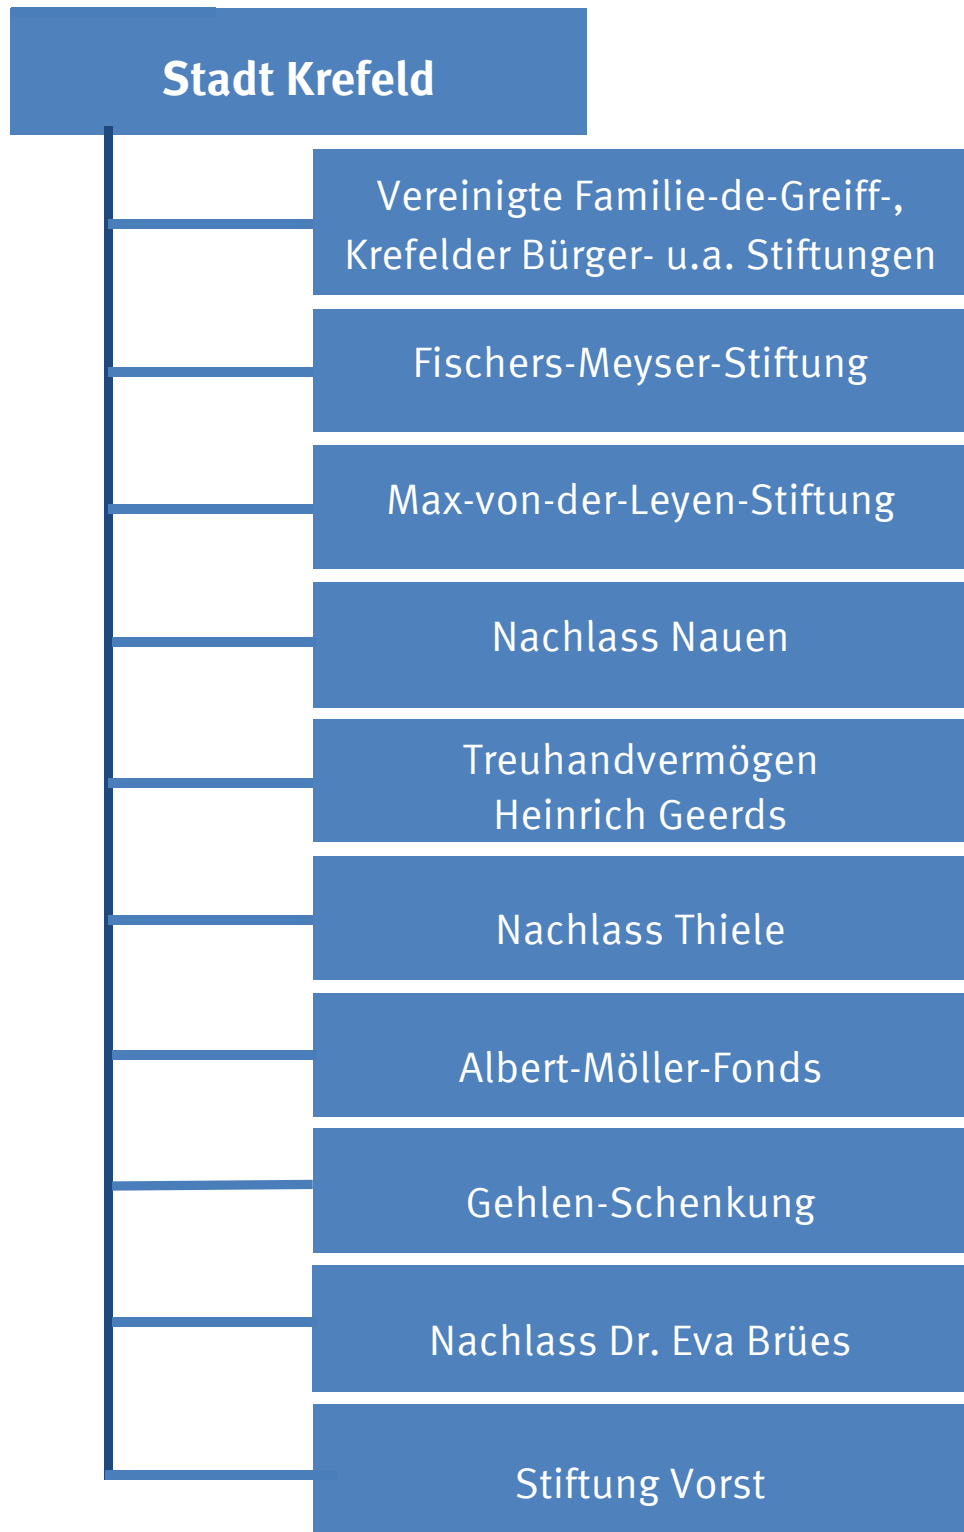 Stadt Krefeld
Vereinigte Familie-de-Greiff-,
Krefelder Bürger- u.a. Stiftungen
Fischers-Meyser-Stiftung
Max-von-der-Leyen-Stiftung
Nachlass Nauen
Treuhandvermögen
Heinrich Geerds
Nachlass Thiele
Albert-Möller-Fonds
Gehlen-Schenkung
Nachlass Dr. Eva Brües
Stiftung Vorst